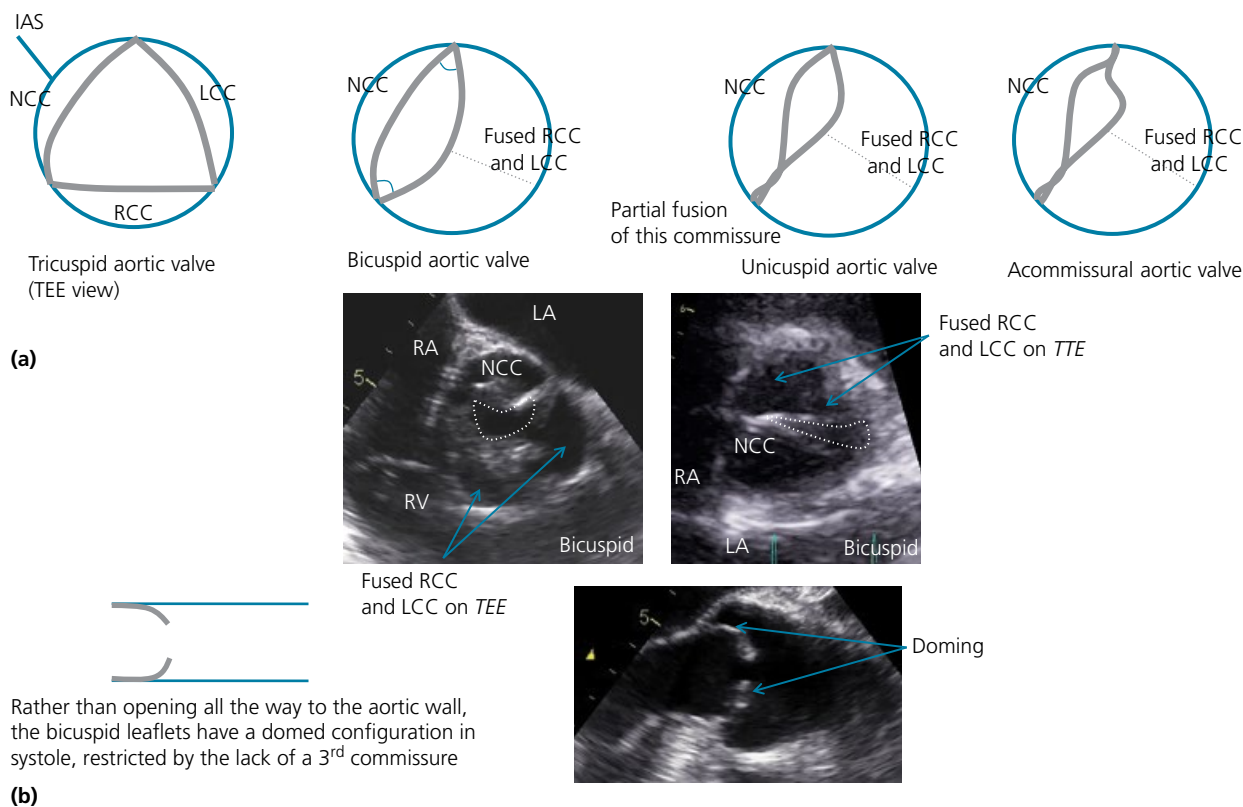 IAS
NCC
LCC
RCC
Tricuspid aortic valve
(TEE view)
NCC
Fused RCC
and LCC
Bicuspid aortic valve
NCC
Fused RCC
and LCC
Partial fusion
of this commissure
Unicuspid aortic valve
NCC
Fused RCC
and LCC
Acommissural aortic valve
(a)
LA
RA
NCC
5
RV
Bicuspid
Fused RCC
and LCC on TEE
Fused RCC
and LCC on TTE
NCC
RA
LA
Bicuspid
5
Doming
Rather than opening all the way to the aortic wall,
the bicuspid leaflets have a domed configuration in
systole, restricted by the lack of a 3rd commissure
(b)